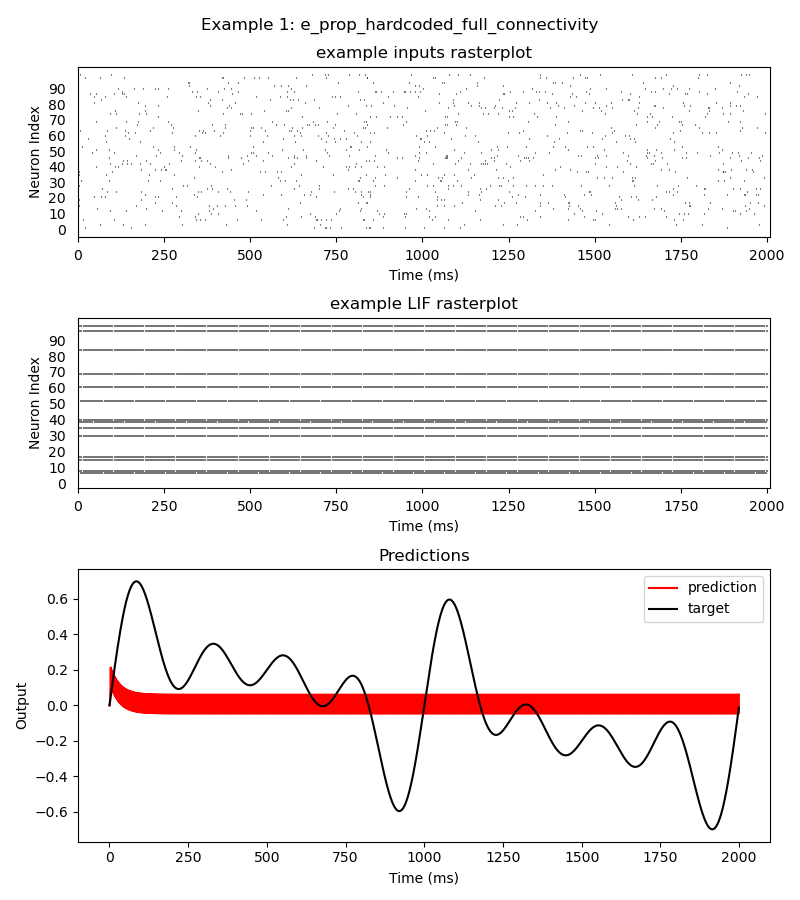 Example 1: e_prop_hardcoded_full_connectivity
example inputs rasterplot
Neuron Index
90
80
70
60
50
40
30
20
10
0
0 250 500 750 1000 1250 1500 1750 2000
Time (ms)
example LIF rasterplot
Neuron Index
90
80
70
60
50
40
30
20
10
0
0 250 500 750 1000 1250 1500 1750 2000
Time (ms)
Predictions
Output
0.6
0.4
0.2
0.0
−0.2
−0.4
−0.6
prediction
target
0 250 500 750 1000 1250 1500 1750 2000
Time (ms)